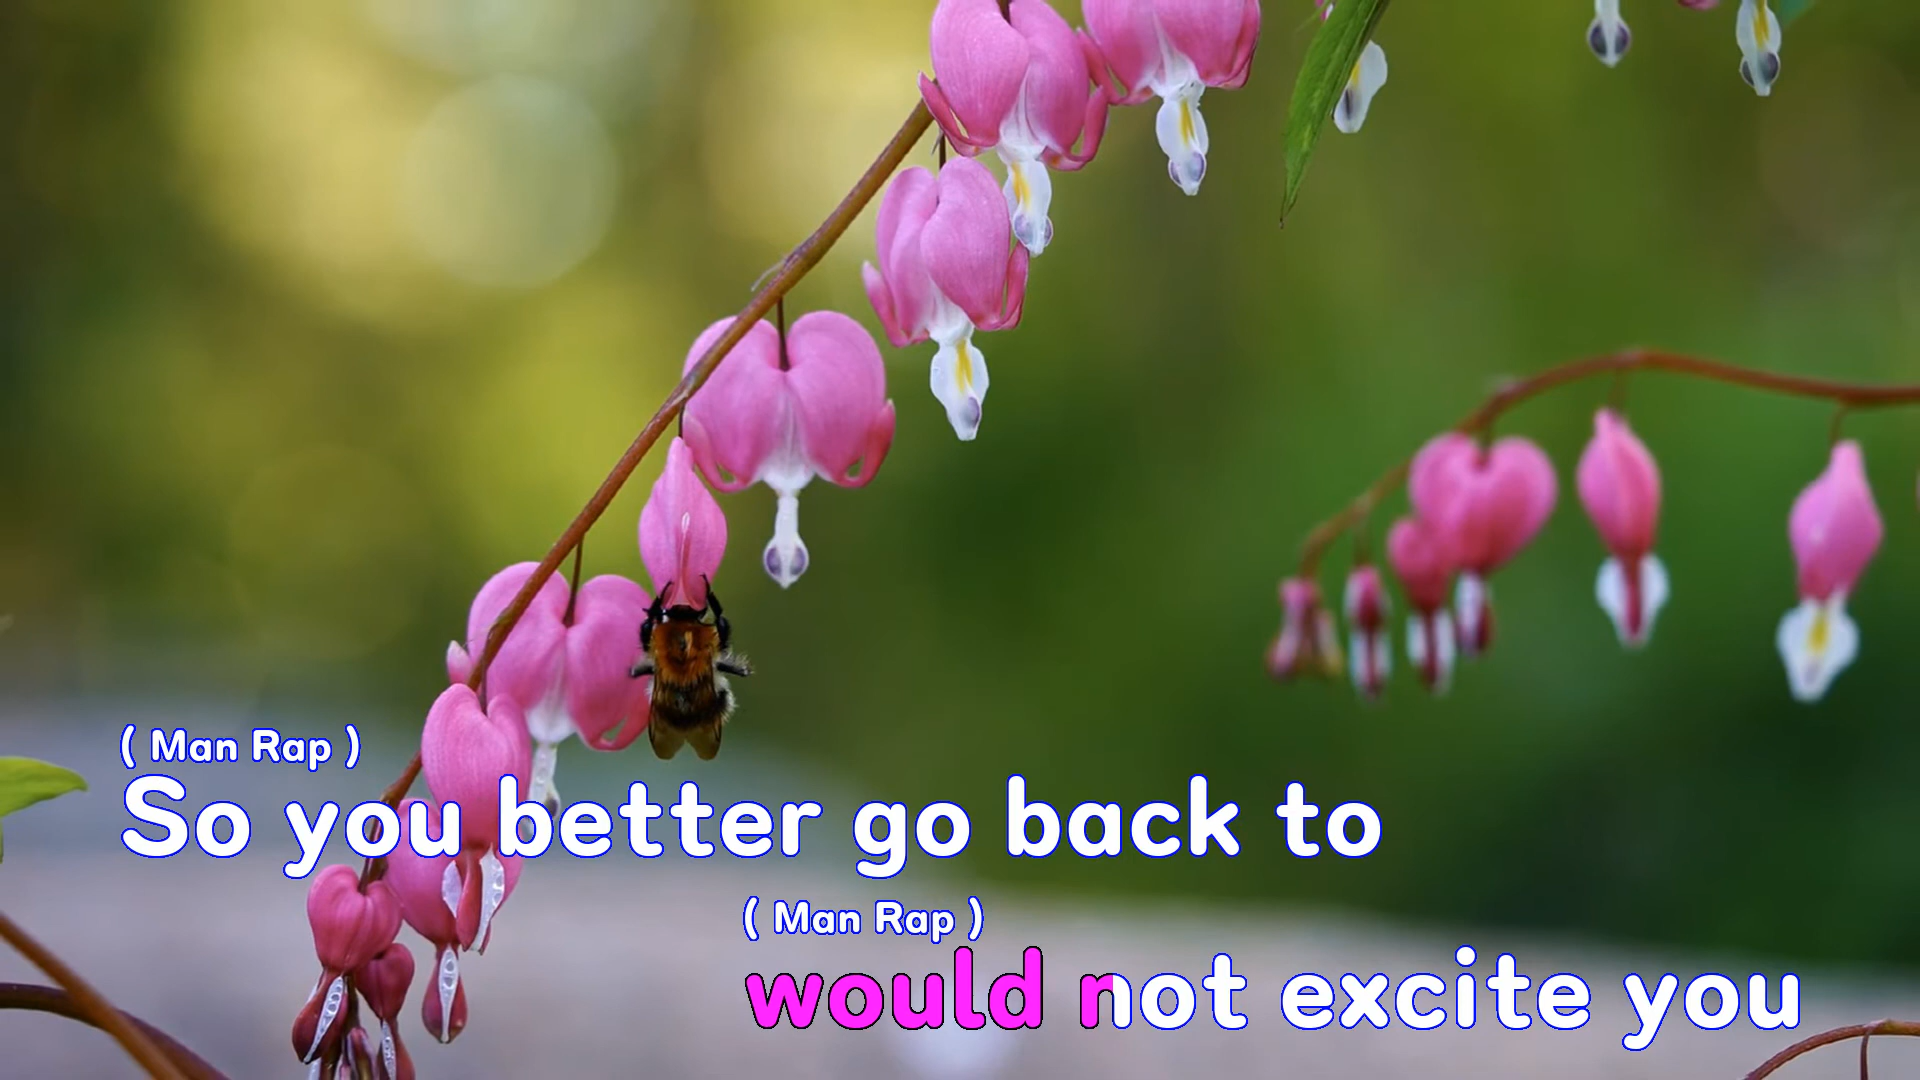 ( Man Rap )
So you better go back to
( Man Rap )
would not excite you